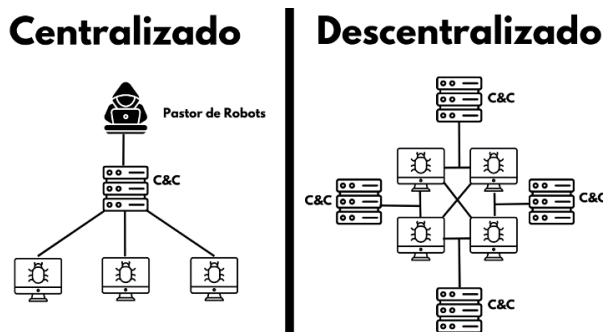 Centralizado
Pastor de Robots
C&C
Descentralizado
C&C
C&C
C&C
C&C